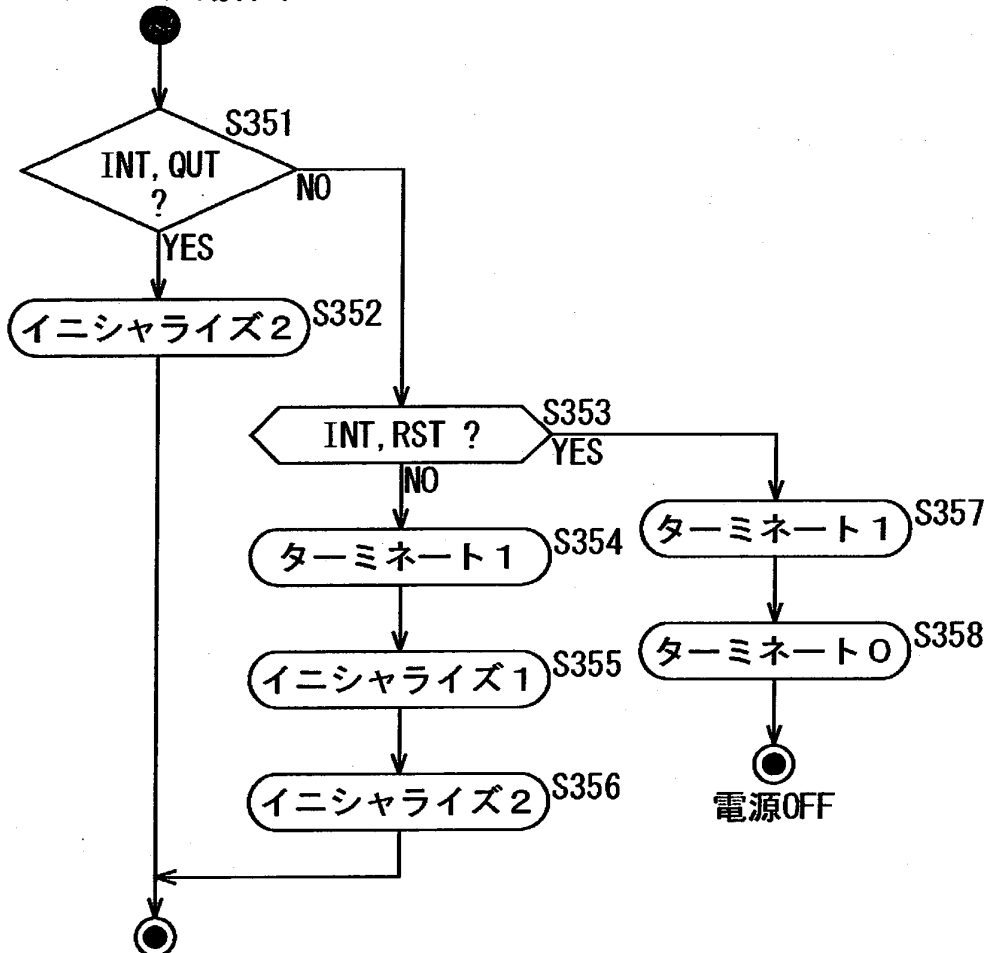 S351
INT, QUT
?
NO
YES
イニシャライズ2
S352
S353
INT, RST ?
YES
NO
ターミネート1
S354
ターミネート1
S357
イニシャライズ1
S355
ターミネート0
S358
イニシャライズ2
S356
電源OFF